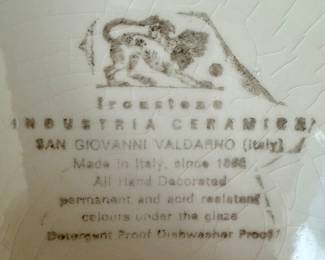 Ironstone
INDUSTRIA CERAMICA
SAN GIOVANNI VALDARNO (Italy)
Made in Italy, since
All Hand Decorated
permanent and acid resistant
colours under the glaze
Detergent Proof Dishwasher Proof